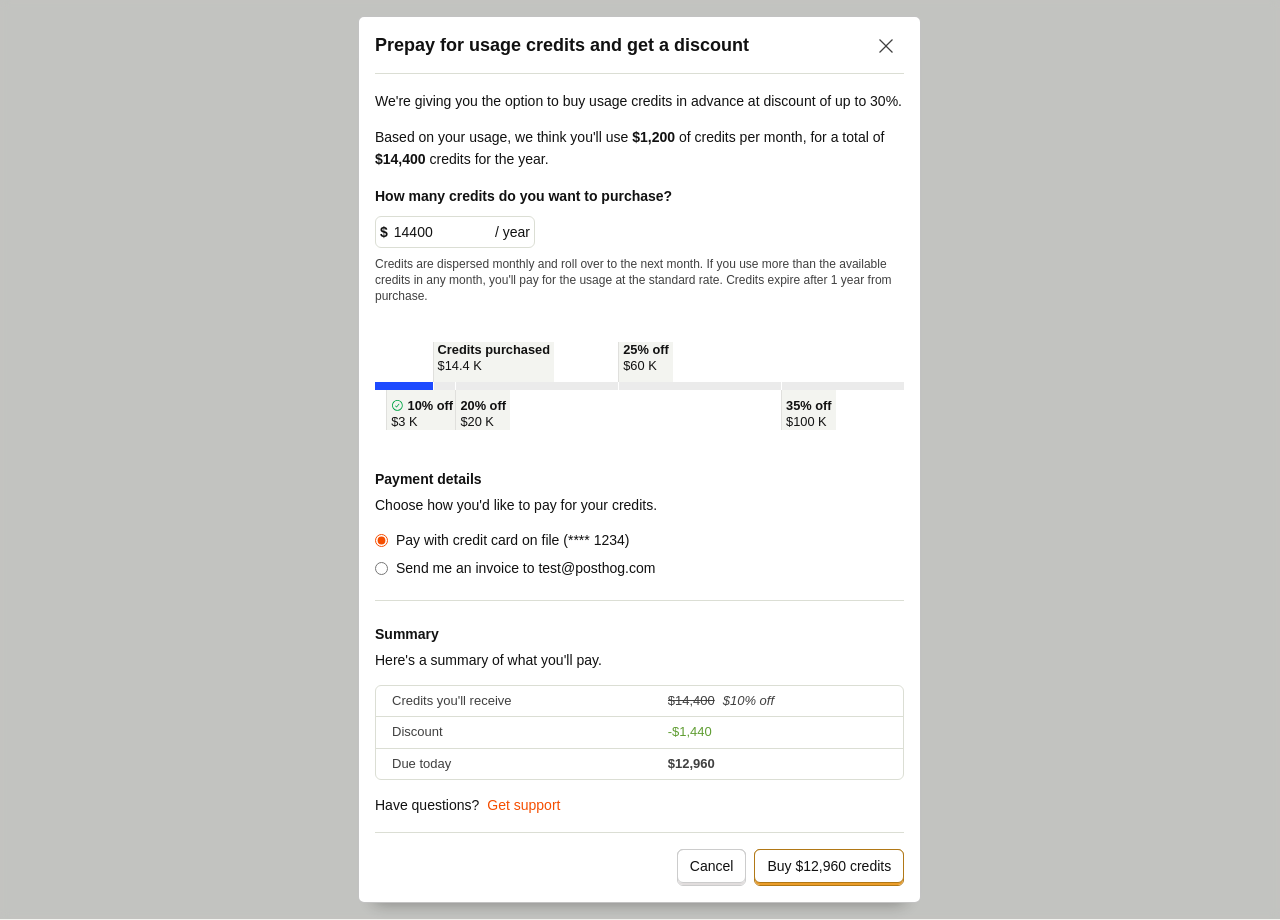 Prepay for usage credits and get a discount
We're giving you the option to buy usage credits in advance at discount of up to 30%.
Based on your usage, we think you'll use $1,200 of credits per month, for a total of
$14,400 credits for the year.
How many credits do you want to purchase?
$ 14400 / year
Credits are dispersed monthly and roll over to the next month. If you use more than the available
credits in any month, you'll pay for the usage at the standard rate. Credits expire after 1 year from
purchase.
Credits purchased 25% off
$14.4 K $60 K
10% off 20% off 35% off
$3 K $20 K $100 K
Payment details
Choose how you'd like to pay for your credits.
Pay with credit card on file (**** 1234)
Send me an invoice to test@posthog.com
Summary
Here's a summary of what you'll pay.
Credits you'll receive $14,400 $10% off
Discount -$1,440
Due today $12,960
Have questions? Get support
Cancel Buy $12,960 credits